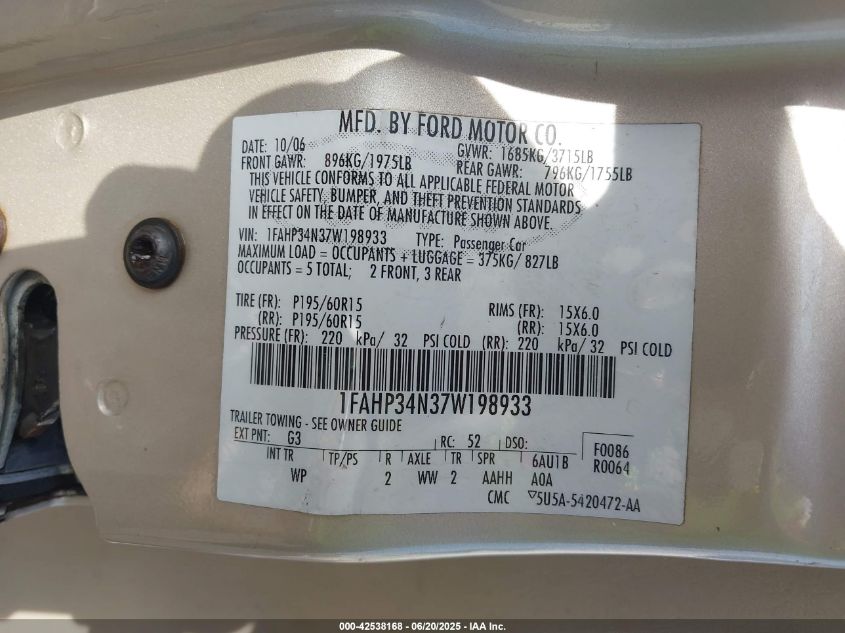 MFD. BY FORD MOTOR CO.
DATE: 10/06 GVWR: 1685KG/3715LB
FRONT GAWR: 896KG/1975LB REAR GAWR: 796KG/1755LB
THIS VEHICLE CONFORMS TO ALL APPLICABLE FEDERAL MOTOR
VEHICLE SAFETY, BUMPER, AND THEFT PREVENTION STANDARDS
IN EFFECT ON THE DATE OF MANUFACTURE SHOWN ABOVE.
VIN: 1FAHP34N37W198933 TYPE: Passenger Car
MAXIMUM LOAD = OCCUPANTS + LUGGAGE = 375KG/ 827LB
OCCUPANTS = 5 TOTAL; 2 FRONT, 3 REAR
TIRE (FR): P195/60R15 RIMS (FR): 15X6.0
(RR): P195/60R15 (RR): 15X6.0
PRESSURE (FR): 220 kPa/ 32 PSI COLD (RR): 220 kPa/ 32 PSI COLD
1FAHP34N37W198933
TRAILER TOWING - SEE OWNER GUIDE
EXT PNT: G3 RC: 52 DSO: F0086
INT TR TP/PS R AXLE TR SPR 6AU1B R0064
WP 2 WW 2 AAHH A0A
CMC ▽5U5A-5420472-AA
000-42538168 - 06/20/2025 - IAA Inc.